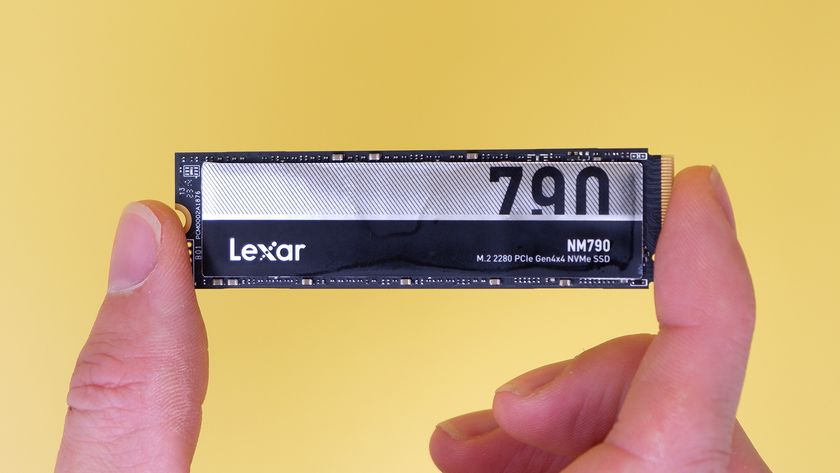 790
Lexar
NM790
M.2 2280 PCIe Gen4x4 NVMe SSD